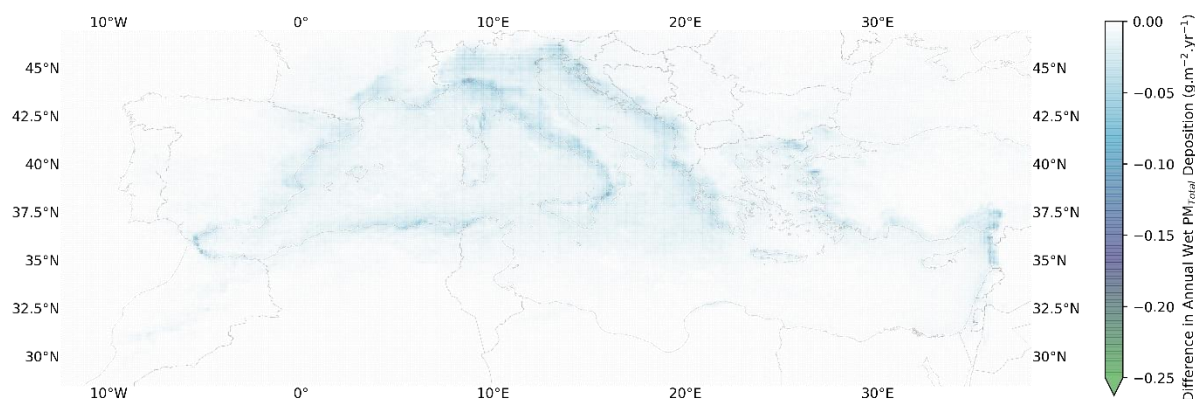 10°W 0° 10°E 20°E 30°E
45°N 45°N
42.5°N 42.5°N
40°N 40°N
37.5°N 37.5°N
35°N 35°N
32.5°N 32.5°N
30°N 30°N
10°W 0° 10°E 20°E 30°E
0.00
−0.05
−0.10
−0.15
−0.20
−0.25
Difference in Annual Wet PM_Total Deposition (g.m⁻².yr⁻¹)